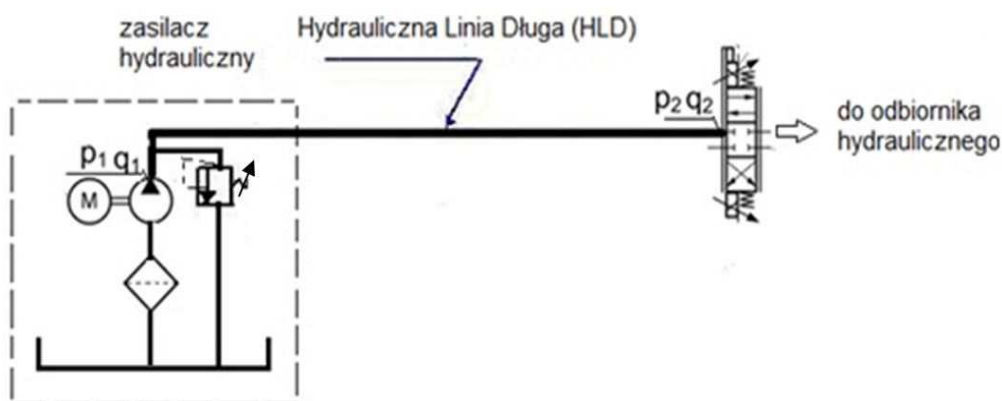 zasilacz
hydrauliczny
Hydrauliczna Linia Długa (HLD)
p₂ q₂
do odbiornika
hydraulicznego
p₁ q₁
M